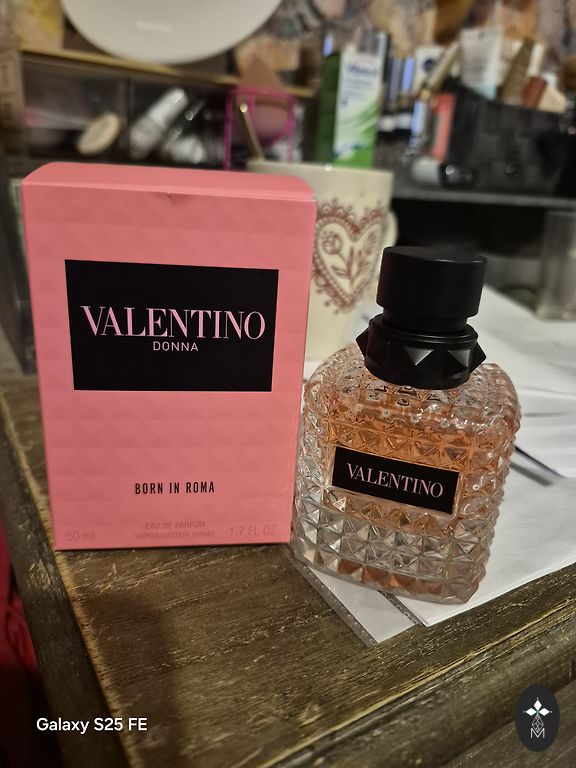 VALENTINO
DONNA
BORN IN ROMA
EAU DE PARFUM
VAPORISATEUR SPRAY
50 ml
1.7 FL.OZ.
VALENTINO
Galaxy S25 FE
M